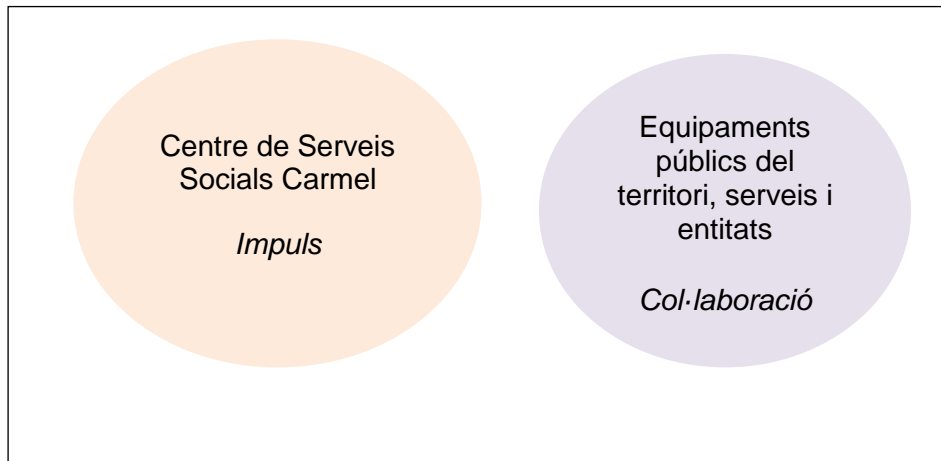 Centre de Serveis
Socials Carmel
Impuls
Equipaments
públics del
territori, serveis i
entitats
Col·laboració